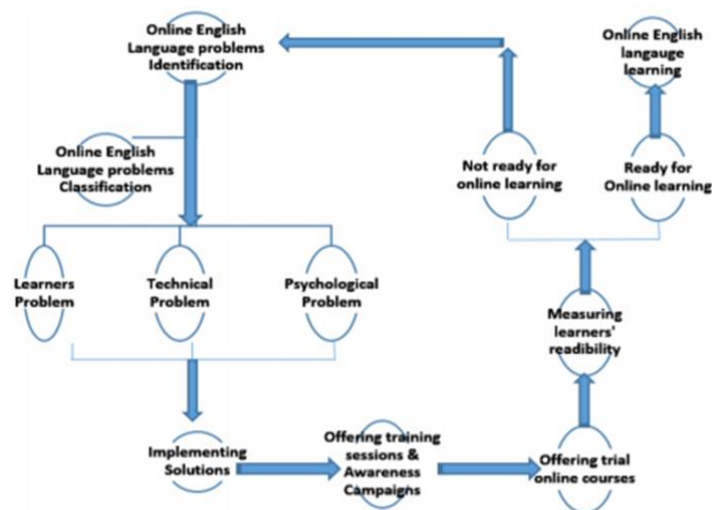 Online English
Language problems
Identification
Online English
Language problems
Classification
Learners
Problem
Technical
Problem
Psychological
Problem
Implementing
Solutions
Offering training
sessions &
Awareness
Campaigns
Offering trial
online courses
Measuring
learners'
readibility
Not ready for
online learning
Ready for
Online learning
Online English
langauge
learning